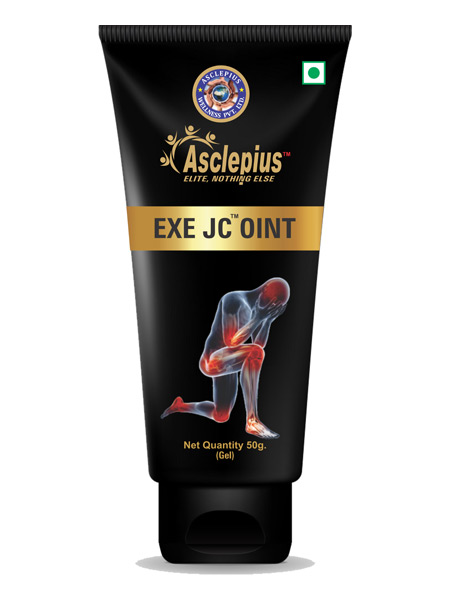 ASCLEPIUS
WELLNESS PVT. LTD.
Asclepius™
ELITE, NOTHING ELSE
EXE JC™ OINT
Net Quantity 50g.
(Gel)